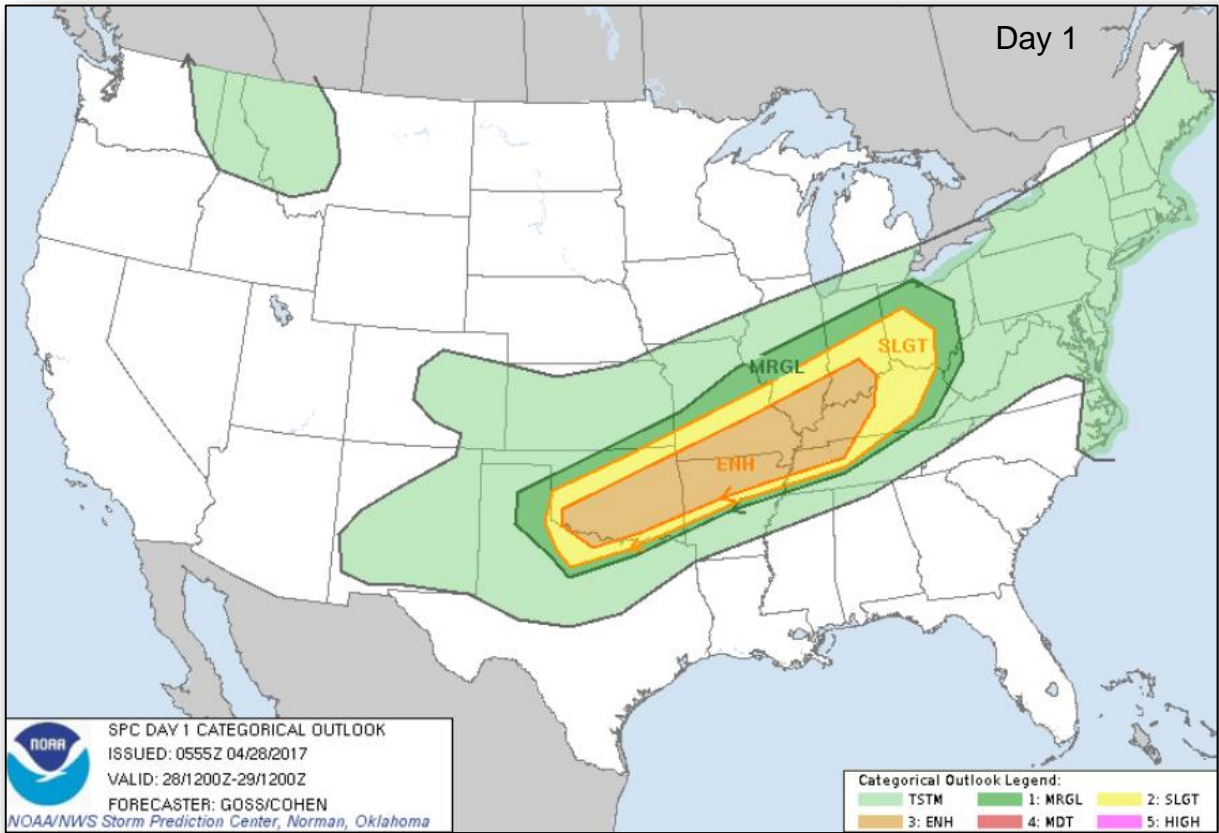 Day 1
MRGL
SLGT
ENH
NOAA
SPC DAY 1 CATEGORICAL OUTLOOK
ISSUED: 0555Z 04/28/2017
VALID: 28/1200Z-29/1200Z
FORECASTER: GOSS/COHEN
NOAA/NWS Storm Prediction Center, Norman, Oklahoma
Categorical Outlook Legend:
TSTM 1: MRGL 2: SLGT
3: ENH 4: MDT 5: HIGH